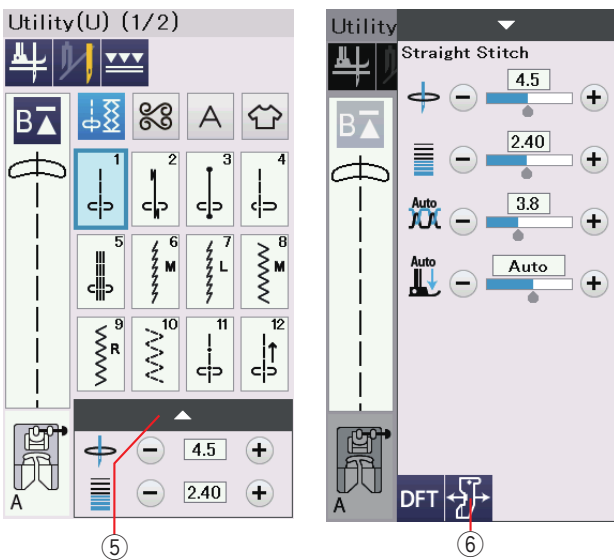 Utility(U) (1/2)
B
A
1
2
3
4
5
6
M
7
L
8
M
9
R
10
11
12
4.5
2.40
A
⑤
Utility
Straight Stitch
4.5
2.40
Auto
3.8
Auto
Auto
B
A
DFT
⑥